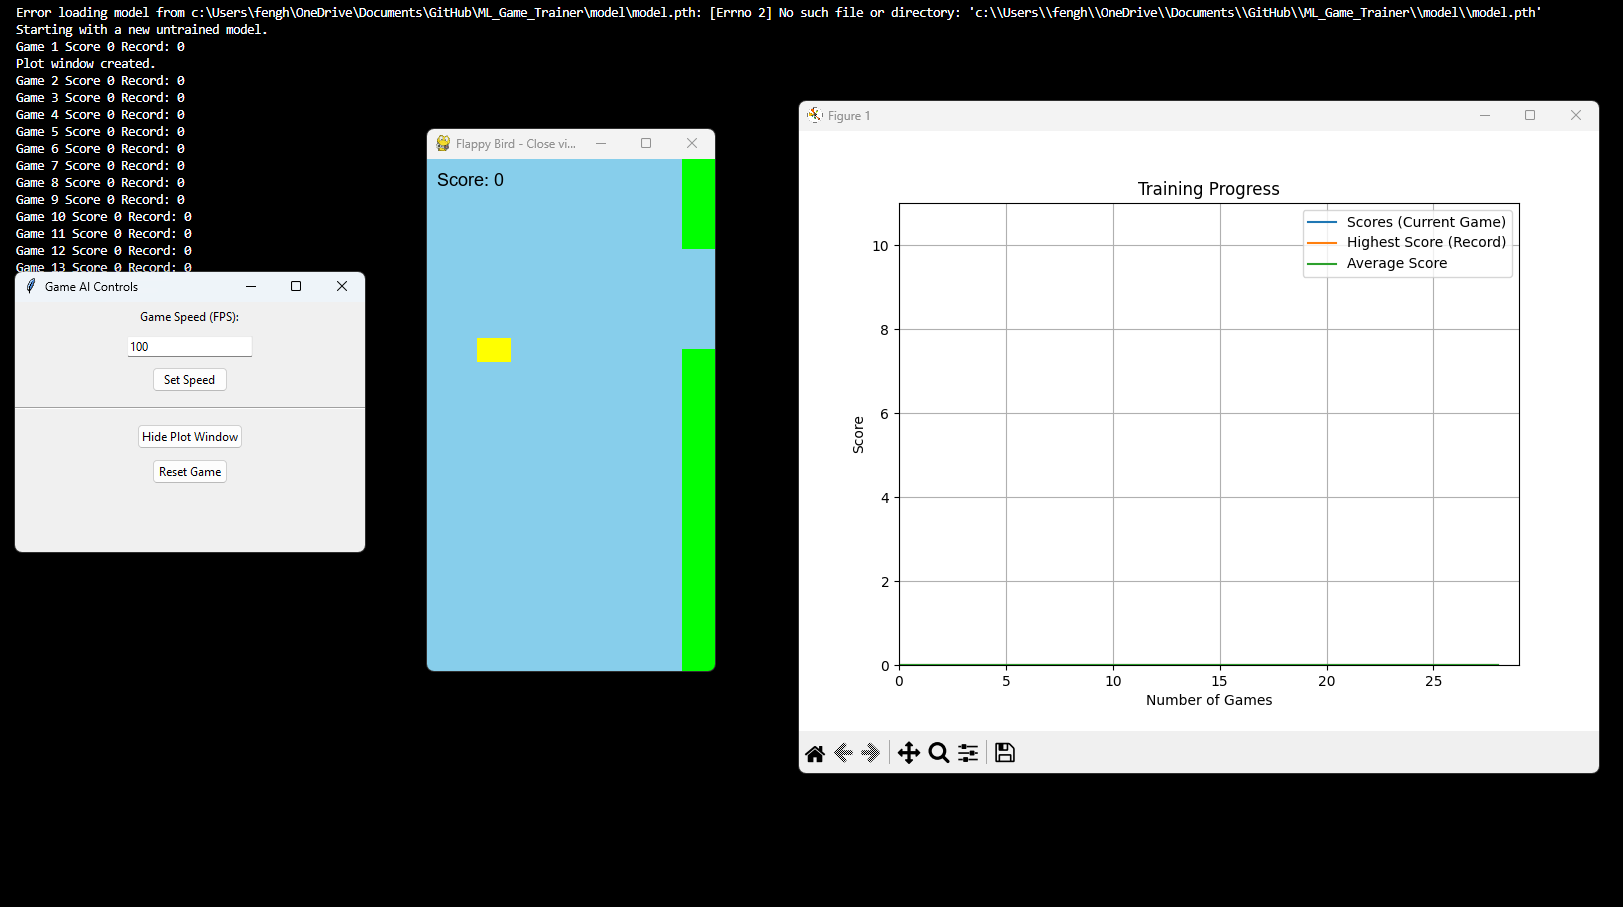 Error loading model from c:\Users\fengh\OneDrive\Documents\GitHub\ML_Game_Trainer\model\model.pth: [Errno 2] No such file or directory: 'c:\\Users\\fengh\\OneDrive\\Documents\\GitHub\\ML_Game_Trainer\\model\\model.pth'
Starting with a new untrained model.
Game 1 Score 0 Record: 0
Plot window created.
Game 2 Score 0 Record: 0
Game 3 Score 0 Record: 0
Game 4 Score 0 Record: 0
Game 5 Score 0 Record: 0
Game 6 Score 0 Record: 0
Game 7 Score 0 Record: 0
Game 8 Score 0 Record: 0
Game 9 Score 0 Record: 0
Game 10 Score 0 Record: 0
Game 11 Score 0 Record: 0
Game 12 Score 0 Record: 0
Game 13 Score 0 Record: 0
Game AI Controls
Game Speed (FPS):
100
Set Speed
Hide Plot Window
Reset Game
Flappy Bird - Close vi...
Score: 0
Figure 1
Training Progress
Scores (Current Game)
Highest Score (Record)
Average Score
Score
10
8
6
4
2
0
0 5 10 15 20 25
Number of Games